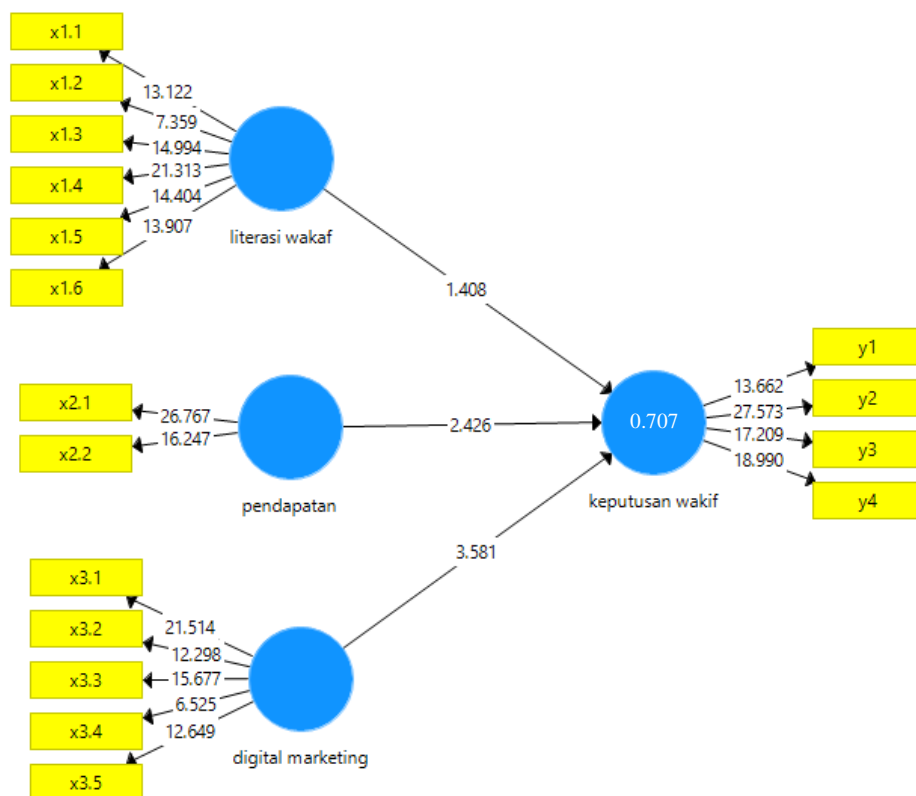 x1.1
x1.2
x1.3
x1.4
x1.5
x1.6
13.122
7.359
14.994
21.313
14.404
13.907
literasi wakaf
1.408
x2.1
x2.2
26.767
16.247
pendapatan
2.426
0.707
keputusan wakif
13.662
27.573
17.209
18.990
y1
y2
y3
y4
3.581
x3.1
x3.2
x3.3
x3.4
x3.5
21.514
12.298
15.677
6.525
12.649
digital marketing